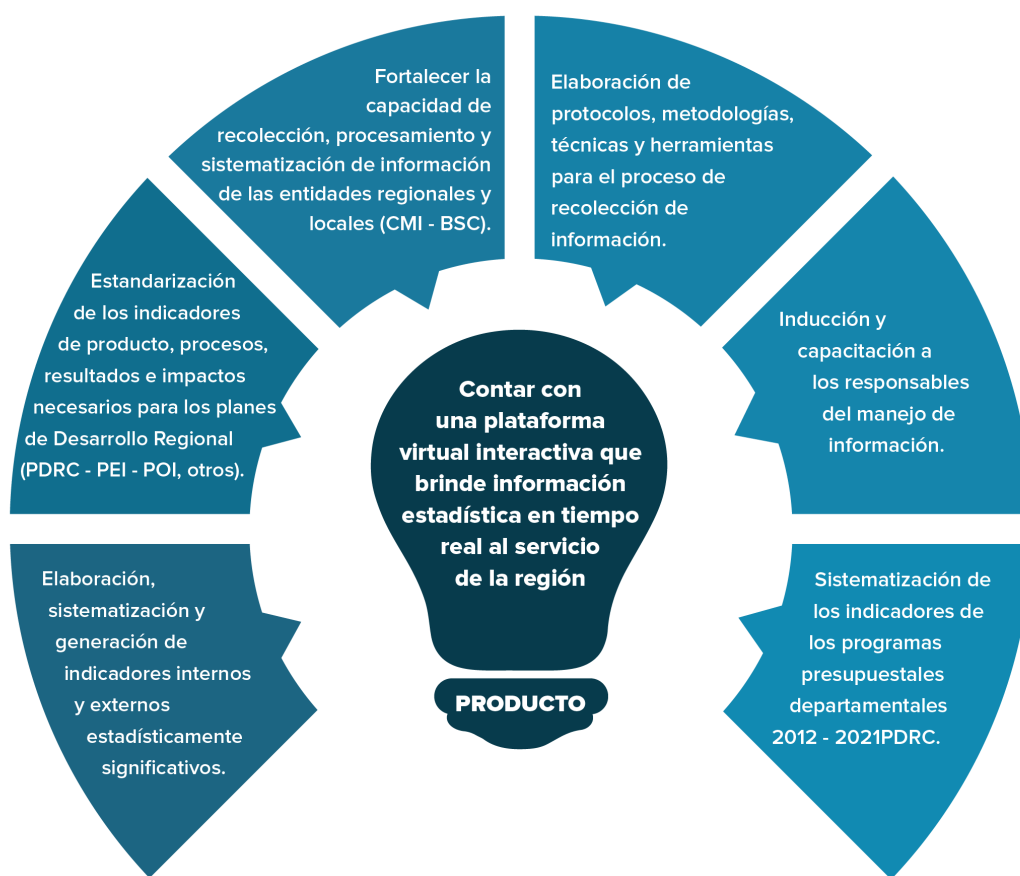 Fortalecer la
capacidad de
recolección, procesamiento y
sistematización de información
de las entidades regionales y
locales (CMI - BSC).
Elaboración de
protocolos, metodologías,
técnicas y herramientas
para el proceso de
recolección de
información.
Estandarización
de los indicadores
de producto, procesos,
resultados e impactos
necesarios para los planes
de Desarrollo Regional
(PDRC - PEI - POI, otros).
Inducción y
capacitación a
los responsables
del manejo de
información.
Contar con
una plataforma
virtual interactiva que
brinde información
estadística en tiempo
real al servicio
de la región
PRODUCTO
Elaboración,
sistematización y
generación de
indicadores internos
y externos
estadísticamente
significativos.
Sistematización de
los indicadores de
los programas
presupuestales
departamentales
2012 - 2021PDRC.